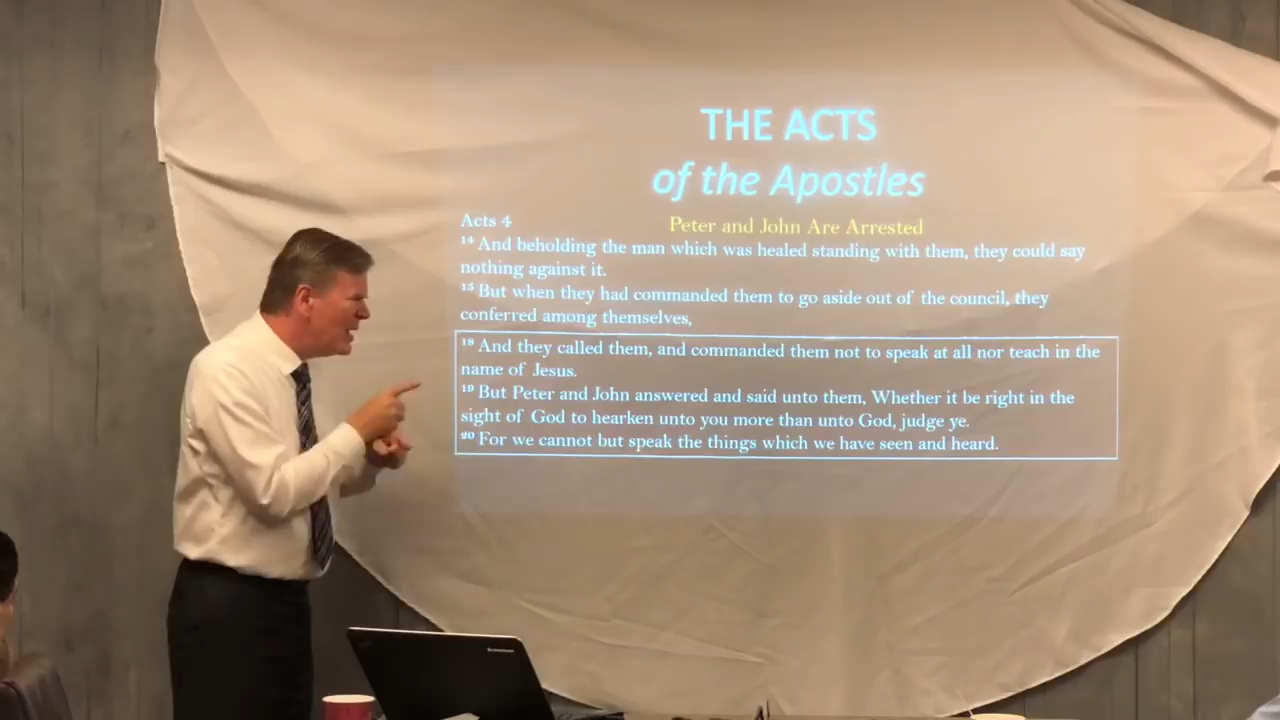 THE ACTS
of the Apostles
Acts 4
Peter and John Are Arrested
14 And beholding the man which was healed standing with them, they could say
nothing against it.
15 But when they had commanded them to go aside out of the council, they
conferred among themselves,
18 And they called them, and commanded them not to speak at all nor teach in the
name of Jesus.
19 But Peter and John answered and said unto them, Whether it be right in the
sight of God to hearken unto you more than unto God, judge ye.
20 For we cannot but speak the things which we have seen and heard.
lenovo